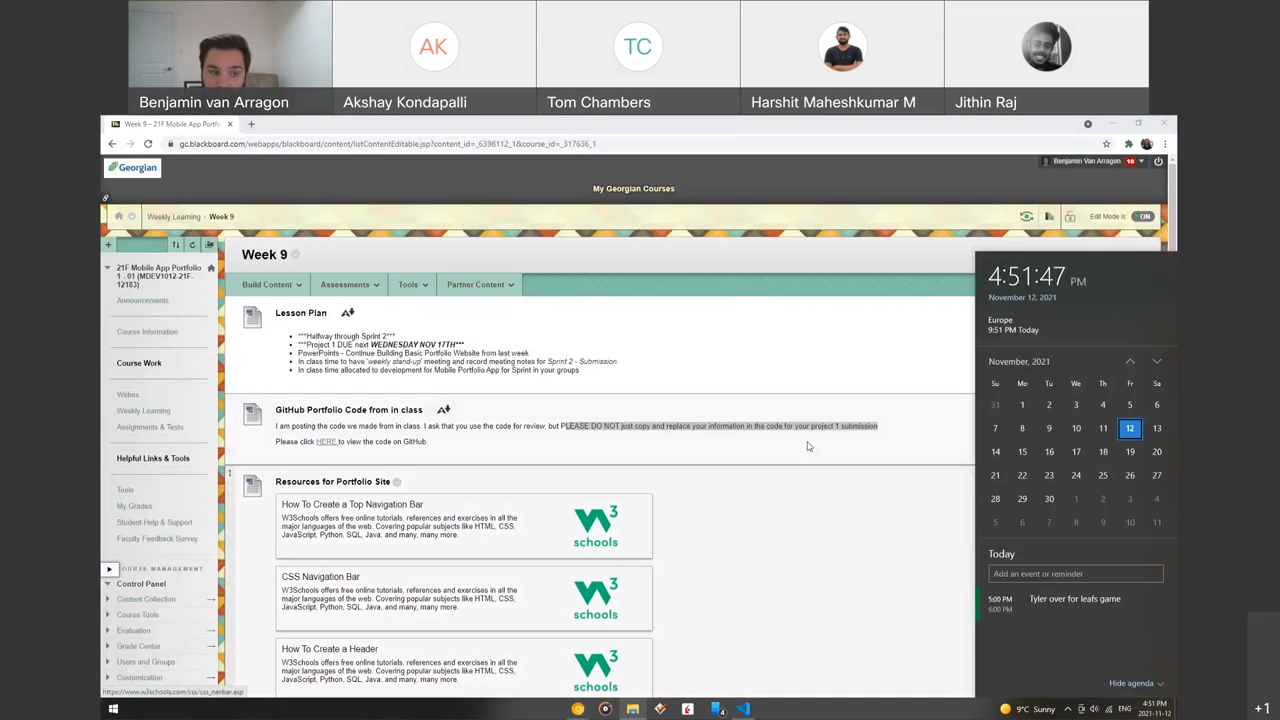 AK
TC
Benjamin van Arragon
Akshay Kondapalli
Tom Chambers
Harshit Maheshkumar M
Jithin Raj
Week 9 – 21F Mobile App Portfo
gc.blackboard.com/webapps/blackboard/content/listContentEditable.jsp?content_id=_6398112_1&course_id=_317636_1
Georgian
Benjamin Van Arragon 10
My Georgian Courses
Weekly Learning Week 9
Edit Mode is: ON
21F Mobile App Portfolio
1 - 01 (MDEV1012-21F-
12183)
Announcements
Course Information
Course Work
Webex
Weekly Learning
Assignments & Tests
Helpful Links & Tools
Tools
My Grades
Student Help & Support
Faculty Feedback Survey
COURSE MANAGEMENT
Control Panel
Content Collection
Course Tools
Evaluation
Grade Center
Users and Groups
Customization
https://www.w3schools.com/css/css_navbar.asp
Week 9
Build Content
Assessments
Tools
Partner Content
Lesson Plan
***Halfway through Sprint 2***
***Project 1 DUE next WEDNESDAY NOV 17TH***
PowerPoints - Continue Building Basic Portfolio Website from last week
In class time to have 'weekly stand-up' meeting and record meeting notes for Sprint 2 - Submission
In class time allocated to development for Mobile Portfolio App for Sprint in your groups
GitHub Portfolio Code from in class
I am posting the code we made from in class. I ask that you use the code for review, but PLEASE DO NOT just copy and replace your information in the code for your project 1 submission
Please click HERE to view the code on GitHub.
Resources for Portfolio Site
How To Create a Top Navigation Bar
W3Schools offers free online tutorials, references and exercises in all the
major languages of the web. Covering popular subjects like HTML, CSS,
JavaScript, Python, SQL, Java, and many, many more.
W3
schools
CSS Navigation Bar
W3Schools offers free online tutorials, references and exercises in all the
major languages of the web. Covering popular subjects like HTML, CSS,
JavaScript, Python, SQL, Java, and many, many more.
W3
schools
How To Create a Header
W3Schools offers free online tutorials, references and exercises in all the
major languages of the web. Covering popular subjects like HTML, CSS,
JavaScript, Python, SQL, Java, and many, many more.
W3
schools
4:51:47 PM
November 12, 2021
Europe
9:51 PM Today
November, 2021
Su Mo Tu We Th Fr Sa
31 1 2 3 4 5 6
7 8 9 10 11 12 13
14 15 16 17 18 19 20
21 22 23 24 25 26 27
28 29 30 1 2 3 4
5 6 7 8 9 10 11
Today
Add an event or reminder
5:00 PM Tyler over for leafs game
6:00 PM
Hide agenda
9°C Sunny
ENG
4:51 PM
2021-11-12
+1